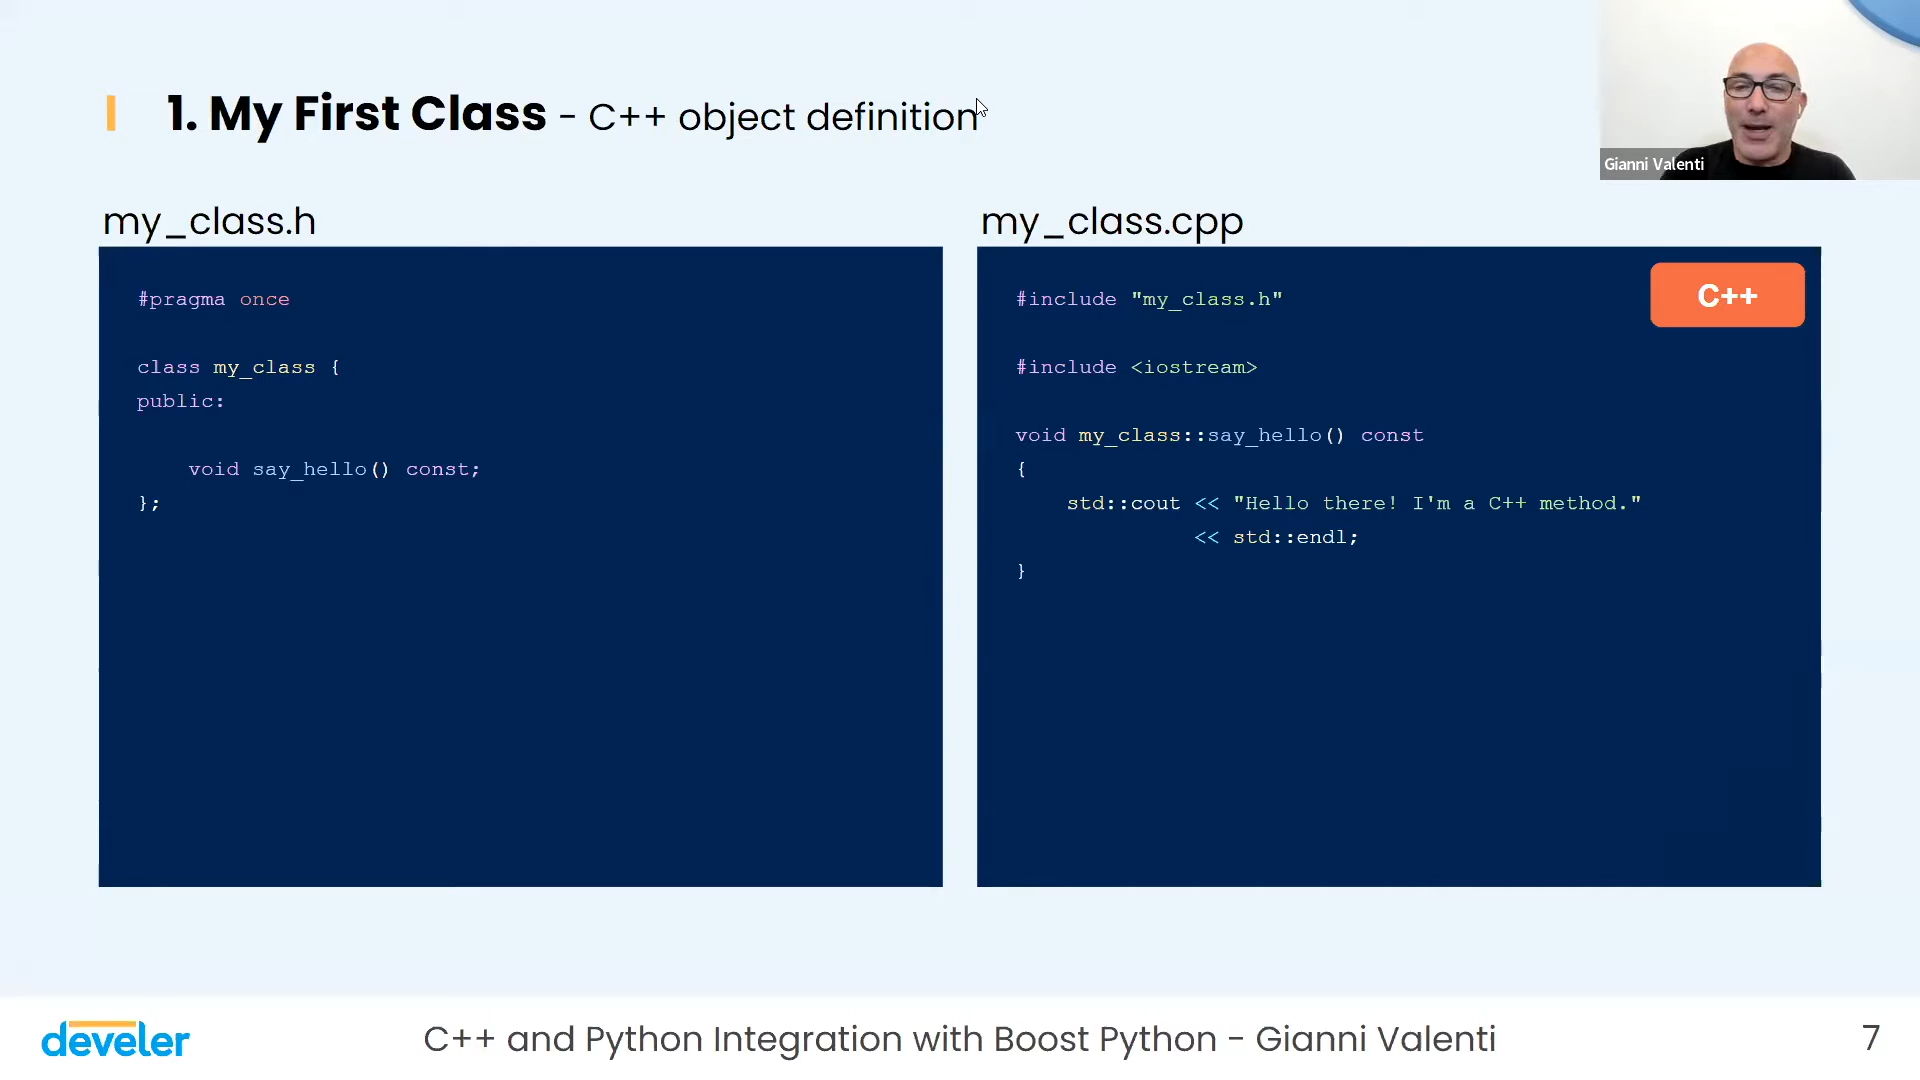 1. My First Class - C++ object definition
Gianni Valenti
my_class.h
#pragma once
class my_class {
public:
void say_hello() const;
};
my_class.cpp
C++
#include "my_class.h"
#include <iostream>
void my_class::say_hello() const
{
std::cout << "Hello there! I'm a C++ method."
<< std::endl;
}
develer
C++ and Python Integration with Boost Python - Gianni Valenti
7